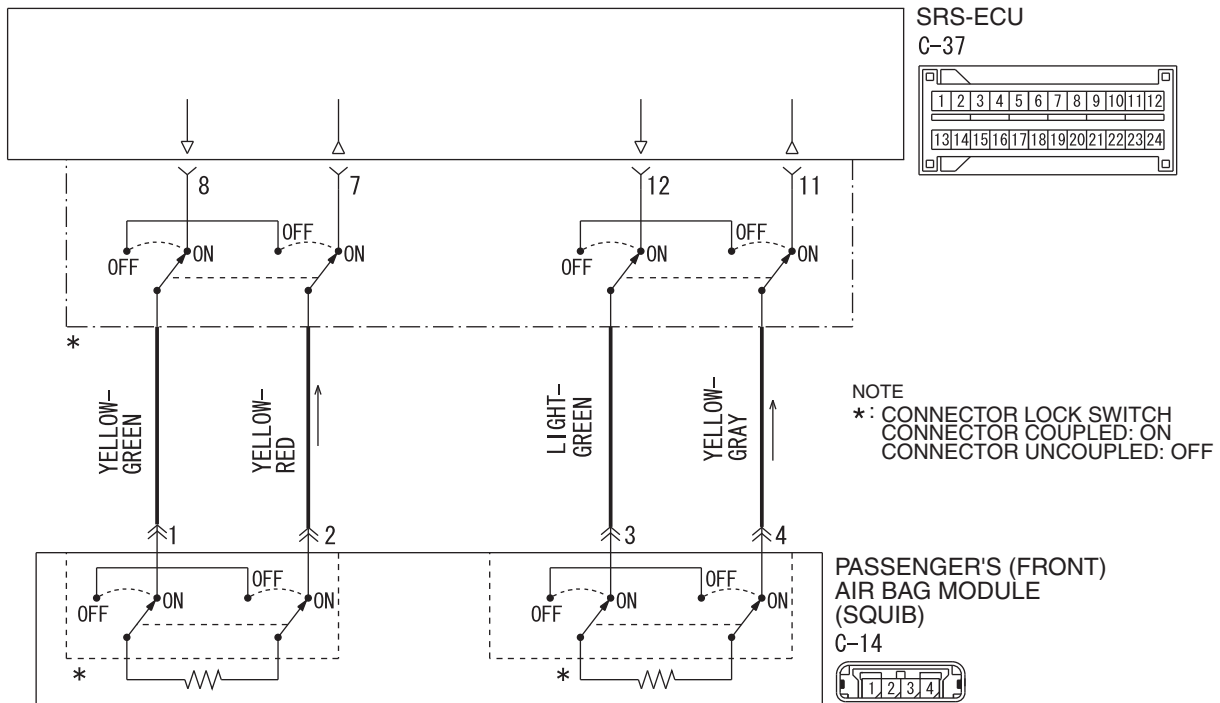 SRS-ECU
C-37
1 2 3 4 5 6 7 8 9 10 11 12
13 14 15 16 17 18 19 20 21 22 23 24
8 7 12 11
OFF OFF
OFF ON ON OFF ON ON
*
YELLOW-
GREEN
YELLOW-
RED
LIGHT-
GREEN
YELLOW-
GRAY
NOTE
*: CONNECTOR LOCK SWITCH
CONNECTOR COUPLED: ON
CONNECTOR UNCOUPLED: OFF
1 2 3 4
OFF OFF
OFF ON ON OFF ON ON
* *
PASSENGER'S (FRONT)
AIR BAG MODULE
(SQUIB)
C-14
1 2 3 4